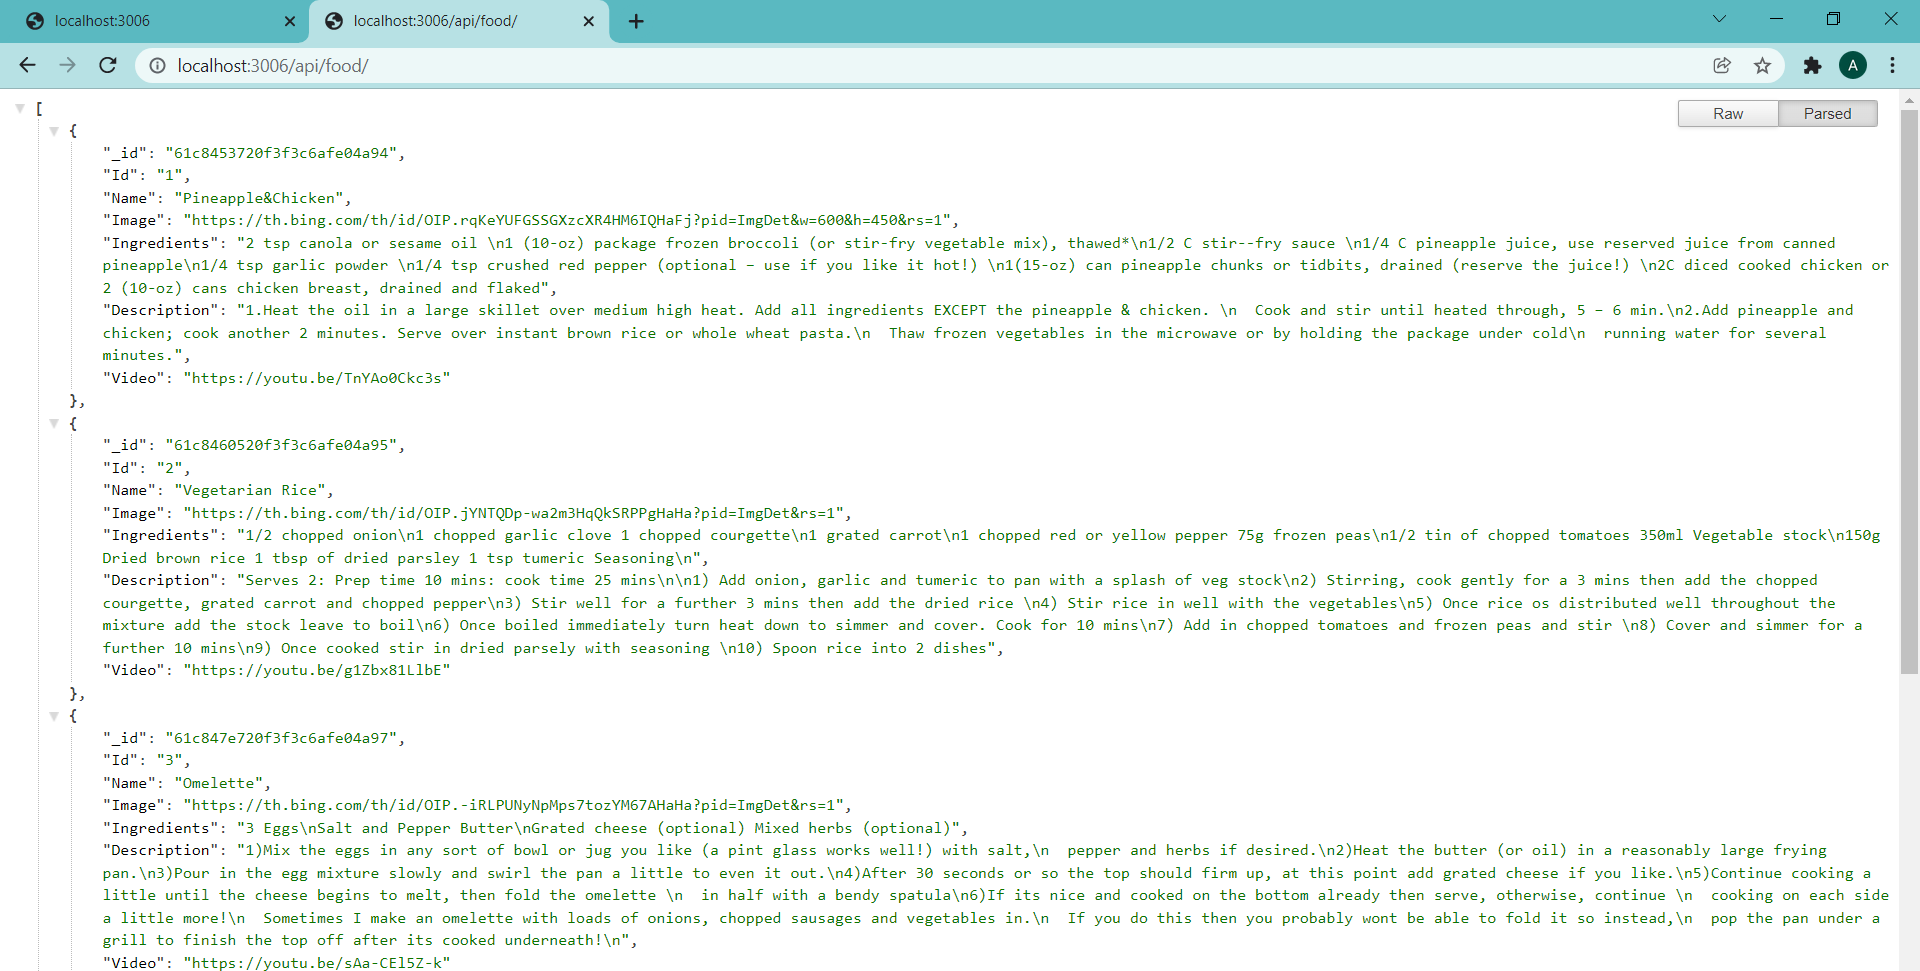 localhost:3006
localhost:3006/api/food/
localhost:3006/api/food/
A
Raw
Parsed
[
{
"_id": "61c8453720f3f3c6afe04a94",
"Id": "1",
"Name": "Pineapple&Chicken",
"Image": "https://th.bing.com/th/id/OIP.rqKeYUFGSSGXzcXR4HM6IQHaFj?pid=ImgDet&w=600&h=450&rs=1",
"Ingredients": "2 tsp canola or sesame oil \n1 (10-oz) package frozen broccoli (or stir-fry vegetable mix), thawed*\n1/2 C stir--fry sauce \n1/4 C pineapple juice, use reserved juice from canned
pineapple\n1/4 tsp garlic powder \n1/4 tsp crushed red pepper (optional – use if you like it hot!) \n1(15-oz) can pineapple chunks or tidbits, drained (reserve the juice!) \n2C diced cooked chicken or
2 (10-oz) cans chicken breast, drained and flaked",
"Description": "1.Heat the oil in a large skillet over medium high heat. Add all ingredients EXCEPT the pineapple & chicken. \n  Cook and stir until heated through, 5 – 6 min.\n2.Add pineapple and
chicken; cook another 2 minutes. Serve over instant brown rice or whole wheat pasta.\n  Thaw frozen vegetables in the microwave or by holding the package under cold\n  running water for several
minutes.",
"Video": "https://youtu.be/TnYAo0Ckc3s"
},
{
"_id": "61c8460520f3f3c6afe04a95",
"Id": "2",
"Name": "Vegetarian Rice",
"Image": "https://th.bing.com/th/id/OIP.jYNTQDp-wa2m3HqQkSRPPgHaHa?pid=ImgDet&rs=1",
"Ingredients": "1/2 chopped onion\n1 chopped garlic clove 1 chopped courgette\n1 grated carrot\n1 chopped red or yellow pepper 75g frozen peas\n1/2 tin of chopped tomatoes 350ml Vegetable stock\n150g
Dried brown rice 1 tbsp of dried parsley 1 tsp tumeric Seasoning\n",
"Description": "Serves 2: Prep time 10 mins: cook time 25 mins\n\n1) Add onion, garlic and tumeric to pan with a splash of veg stock\n2) Stirring, cook gently for a 3 mins then add the chopped
courgette, grated carrot and chopped pepper\n3) Stir well for a further 3 mins then add the dried rice \n4) Stir rice in well with the vegetables\n5) Once rice os distributed well throughout the
mixture add the stock leave to boil\n6) Once boiled immediately turn heat down to simmer and cover. Cook for 10 mins\n7) Add in chopped tomatoes and frozen peas and stir \n8) Cover and simmer for a
further 10 mins\n9) Once cooked stir in dried parsely with seasoning \n10) Spoon rice into 2 dishes",
"Video": "https://youtu.be/g1Zbx81LlbE"
},
{
"_id": "61c847e720f3f3c6afe04a97",
"Id": "3",
"Name": "Omelette",
"Image": "https://th.bing.com/th/id/OIP.-iRLPUNyNpMps7tozYM67AHaHa?pid=ImgDet&rs=1",
"Ingredients": "3 Eggs\nSalt and Pepper Butter\nGrated cheese (optional) Mixed herbs (optional)",
"Description": "1)Mix the eggs in any sort of bowl or jug you like (a pint glass works well!) with salt,\n  pepper and herbs if desired.\n2)Heat the butter (or oil) in a reasonably large frying
pan.\n3)Pour in the egg mixture slowly and swirl the pan a little to even it out.\n4)After 30 seconds or so the top should firm up, at this point add grated cheese if you like.\n5)Continue cooking a
little until the cheese begins to melt, then fold the omelette \n  in half with a bendy spatula\n6)If its nice and cooked on the bottom already then serve, otherwise, continue \n  cooking on each side
a little more!\n  Sometimes I make an omelette with loads of onions, chopped sausages and vegetables in.\n  If you do this then you probably wont be able to fold it so instead,\n  pop the pan under a
grill to finish the top off after its cooked underneath!\n",
"Video": "https://youtu.be/sAa-CEl5Z-k"